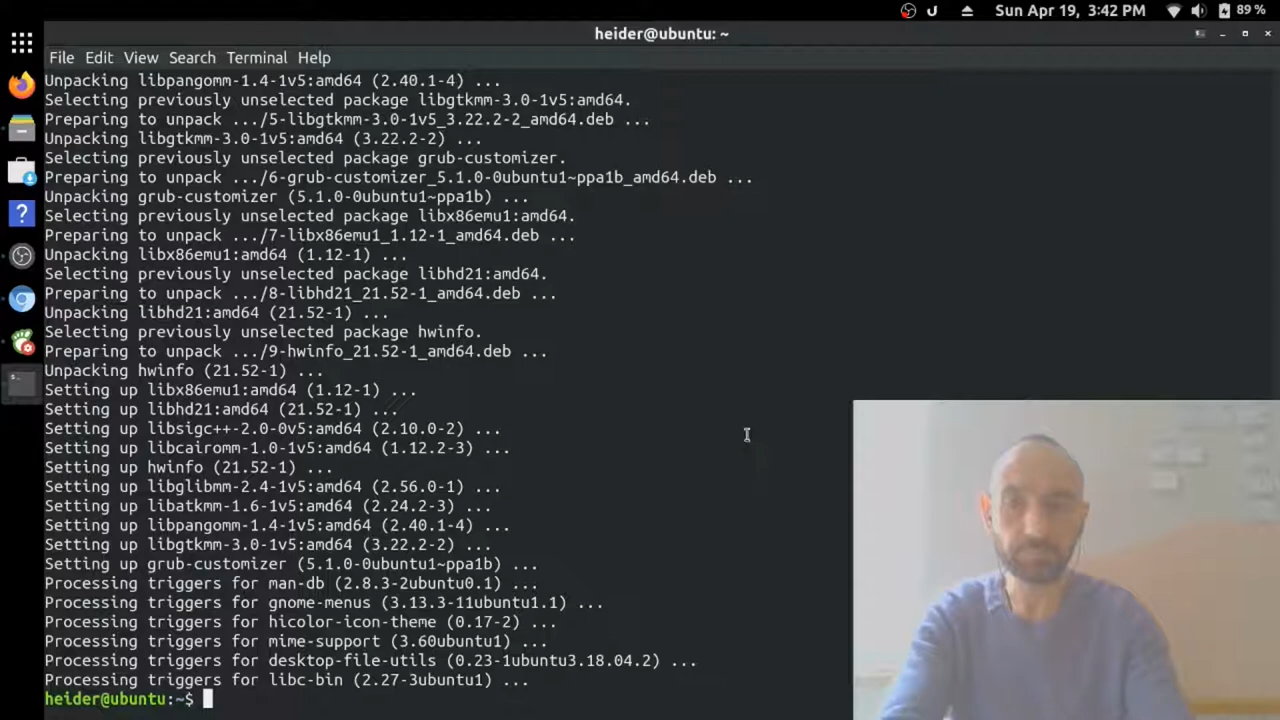 Sun Apr 19, 3:42 PM 89 %
heider@ubuntu: ~
File Edit View Search Terminal Help
Unpacking libpangomm-1.4-1v5:amd64 (2.40.1-4) ...
Selecting previously unselected package libgtkmm-3.0-1v5:amd64.
Preparing to unpack .../5-libgtkmm-3.0-1v5_3.22.2-2_amd64.deb ...
Unpacking libgtkmm-3.0-1v5:amd64 (3.22.2-2) ...
Selecting previously unselected package grub-customizer.
Preparing to unpack .../6-grub-customizer_5.1.0-0ubuntu1~ppa1b_amd64.deb ...
Unpacking grub-customizer (5.1.0-0ubuntu1~ppa1b) ...
Selecting previously unselected package libx86emu1:amd64.
Preparing to unpack .../7-libx86emu1_1.12-1_amd64.deb ...
Unpacking libx86emu1:amd64 (1.12-1) ...
Selecting previously unselected package libhd21:amd64.
Preparing to unpack .../8-libhd21_21.52-1_amd64.deb ...
Unpacking libhd21:amd64 (21.52-1) ...
Selecting previously unselected package hwinfo.
Preparing to unpack .../9-hwinfo_21.52-1_amd64.deb ...
Unpacking hwinfo (21.52-1) ...
Setting up libx86emu1:amd64 (1.12-1) ...
Setting up libhd21:amd64 (21.52-1) ...
Setting up libsigc++-2.0-0v5:amd64 (2.10.0-2) ...
Setting up libcairomm-1.0-1v5:amd64 (1.12.2-3) ...
Setting up hwinfo (21.52-1) ...
Setting up libglibmm-2.4-1v5:amd64 (2.56.0-1) ...
Setting up libatkmm-1.6-1v5:amd64 (2.24.2-3) ...
Setting up libpangomm-1.4-1v5:amd64 (2.40.1-4) ...
Setting up libgtkmm-3.0-1v5:amd64 (3.22.2-2) ...
Setting up grub-customizer (5.1.0-0ubuntu1~ppa1b) ...
Processing triggers for man-db (2.8.3-2ubuntu0.1) ...
Processing triggers for gnome-menus (3.13.3-11ubuntu1.1) ...
Processing triggers for hicolor-icon-theme (0.17-2) ...
Processing triggers for mime-support (3.60ubuntu1) ...
Processing triggers for desktop-file-utils (0.23-1ubuntu3.18.04.2) ...
Processing triggers for libc-bin (2.27-3ubuntu1) ...
heider@ubuntu:~$